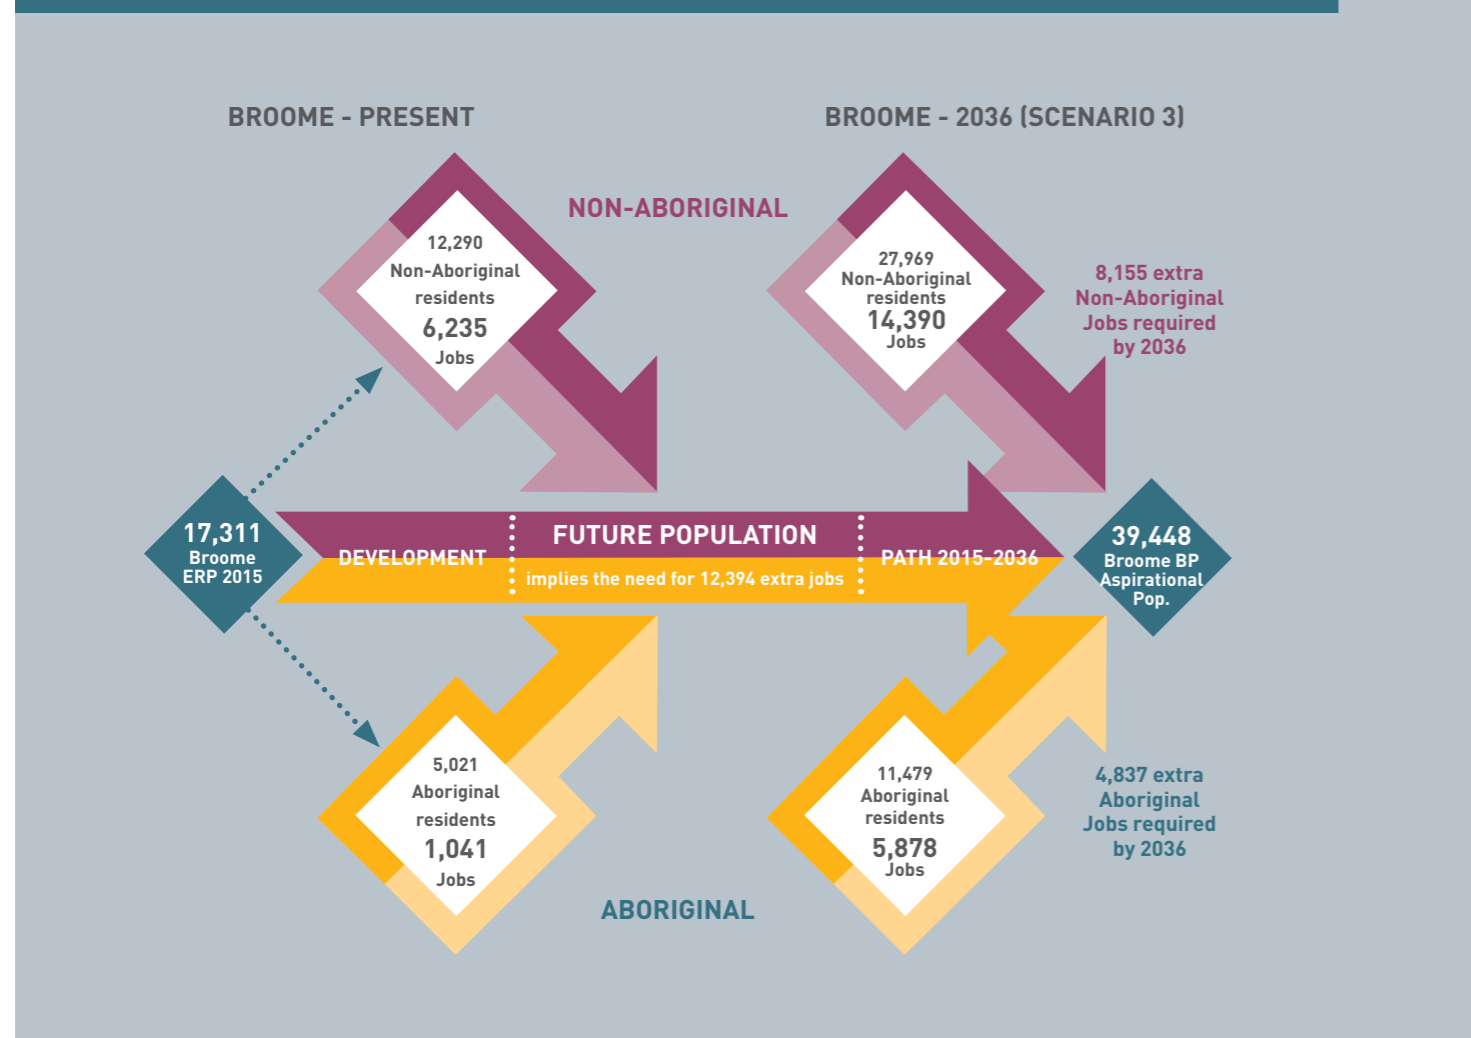 BROOME - PRESENT
BROOME - 2036 (SCENARIO 3)
NON-ABORIGINAL
12,290
Non-Aboriginal
residents
6,235
Jobs
27,969
Non-Aboriginal
residents
14,390
Jobs
8,155 extra
Non-Aboriginal
Jobs required
by 2036
17,311
Broome
ERP 2015
DEVELOPMENT
FUTURE POPULATION
implies the need for 12,394 extra jobs
PATH 2015-2036
39,448
Broome BP
Aspirational
Pop.
5,021
Aboriginal
residents
1,041
Jobs
11,479
Aboriginal
residents
5,878
Jobs
4,837 extra
Aboriginal
Jobs required
by 2036
ABORIGINAL